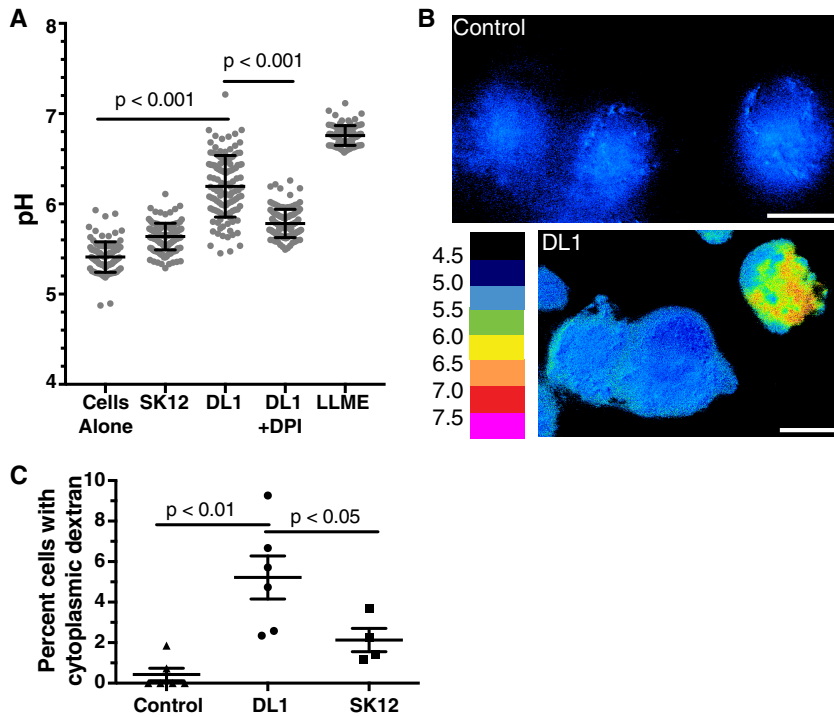 A
8
7
6
5
4
pH
p < 0.001
p < 0.001
Cells Alone
SK12
DL1
DL1 +DPI
LLME
B
Control
4.5
5.0
5.5
6.0
6.5
7.0
7.5
DL1
C
10
8
6
4
2
0
Percent cells with
cytoplasmic dextran
p < 0.01
p < 0.05
Control
DL1
SK12